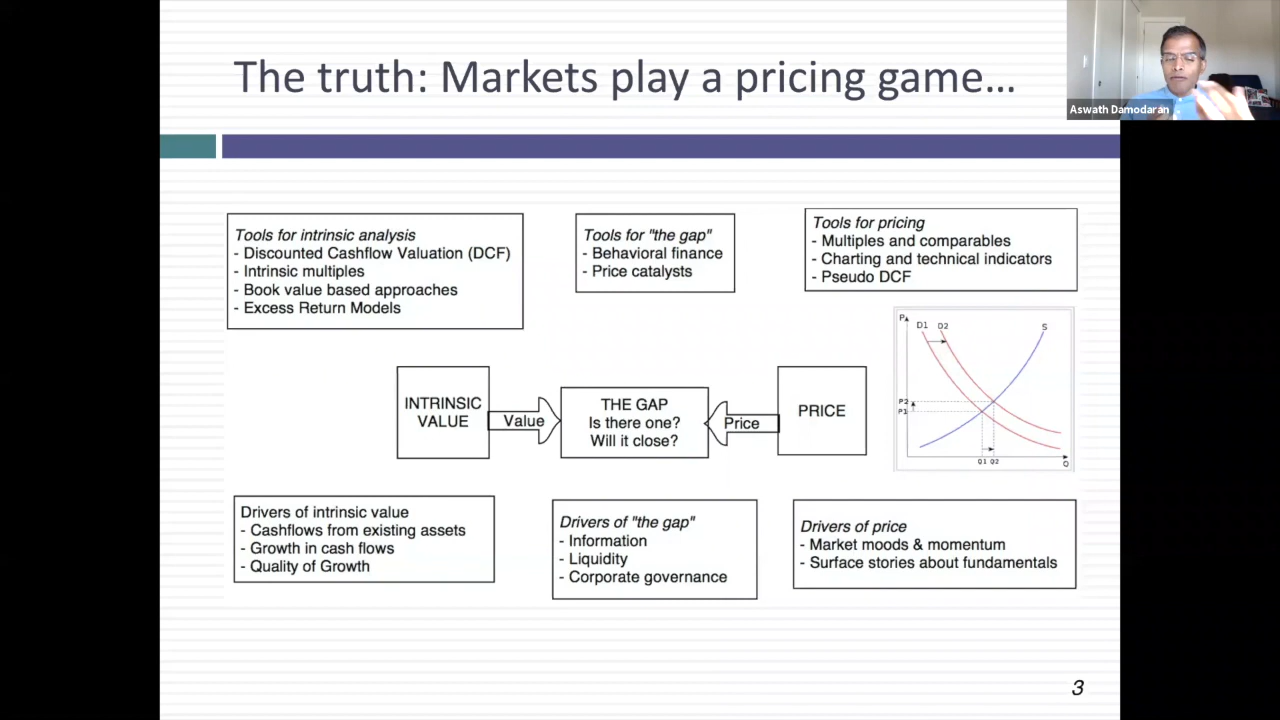 The truth: Markets play a pricing game…
Aswath Damodaran
Tools for intrinsic analysis
- Discounted Cashflow Valuation (DCF)
- Intrinsic multiples
- Book value based approaches
- Excess Return Models
Tools for "the gap"
- Behavioral finance
- Price catalysts
Tools for pricing
- Multiples and comparables
- Charting and technical indicators
- Pseudo DCF
P
D1 D2
S
P2
P1
Q1 Q2
Q
INTRINSIC
VALUE
Value
THE GAP
Is there one?
Will it close?
Price
PRICE
Drivers of intrinsic value
- Cashflows from existing assets
- Growth in cash flows
- Quality of Growth
Drivers of "the gap"
- Information
- Liquidity
- Corporate governance
Drivers of price
- Market moods & momentum
- Surface stories about fundamentals
3